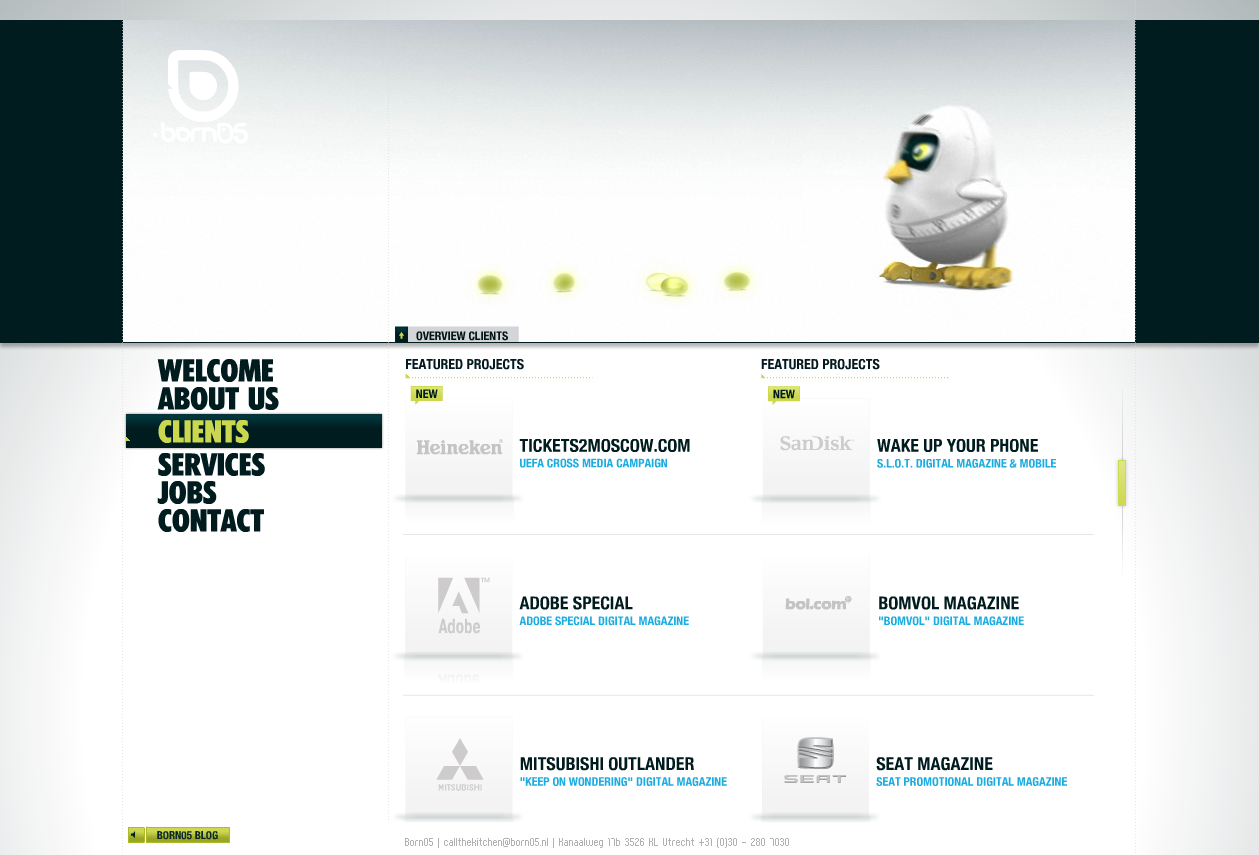 born05
OVERVIEW CLIENTS
WELCOME
ABOUT US
CLIENTS
SERVICES
JOBS
CONTACT
FEATURED PROJECTS
FEATURED PROJECTS
NEW
Heineken
TICKETS2MOSCOW.COM
UEFA CROSS MEDIA CAMPAIGN
NEW
SanDisk
WAKE UP YOUR PHONE
S.L.O.T. DIGITAL MAGAZINE & MOBILE
Adobe™
ADOBE SPECIAL
ADOBE SPECIAL DIGITAL MAGAZINE
bol.com
BOMVOL MAGAZINE
"BOMVOL" DIGITAL MAGAZINE
MITSUBISHI
MITSUBISHI OUTLANDER
"KEEP ON WONDERING" DIGITAL MAGAZINE
SEAT
SEAT MAGAZINE
SEAT PROMOTIONAL DIGITAL MAGAZINE
BORN05 BLOG
Born05 | callthekitchen@born05.nl | Kanaalweg 17b 3526 KL Utrecht +31 (0)30 - 280 7030